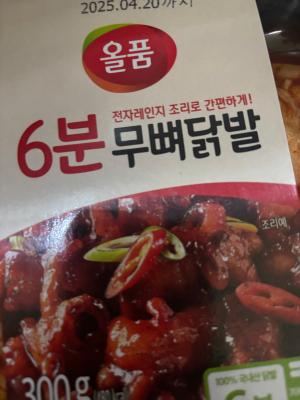 2025.04.20까지
올품
전자레인지 조리로 간편하게!
6분 무뼈닭발
조리예
300g
100% 국내산 닭발